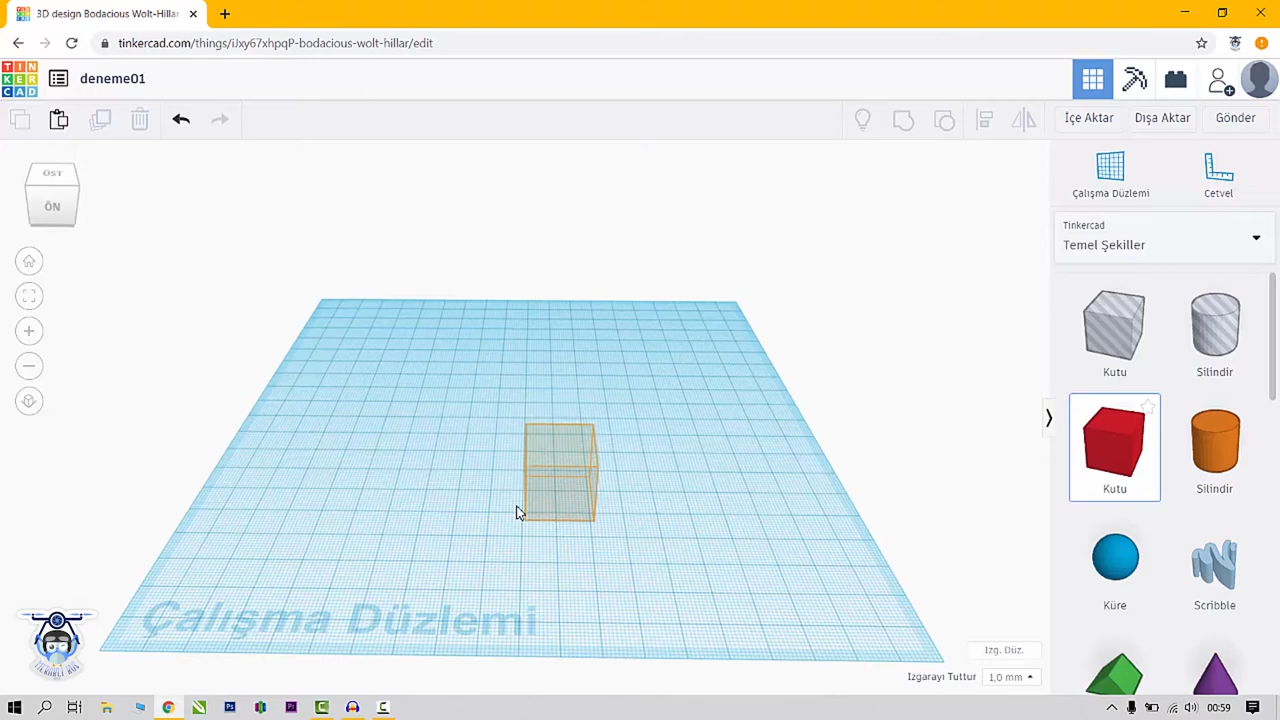 3D design Bodacious Wolt-Hillar
tinkercad.com/things/iJxy67xhpqP-bodacious-wolt-hillar/edit
TIN
KER
CAD
deneme01
İçe Aktar
Dışa Aktar
Gönder
ÜST
ÖN
Çalışma Düzlemi
Cetvel
Tinkercad
Temel Şekiller
Kutu
Silindir
Kutu
Silindir
Küre
Scribble
Çalışma Düzlemi
Izg. Düz.
Izgarayı Tuttur
1,0 mm
00:59